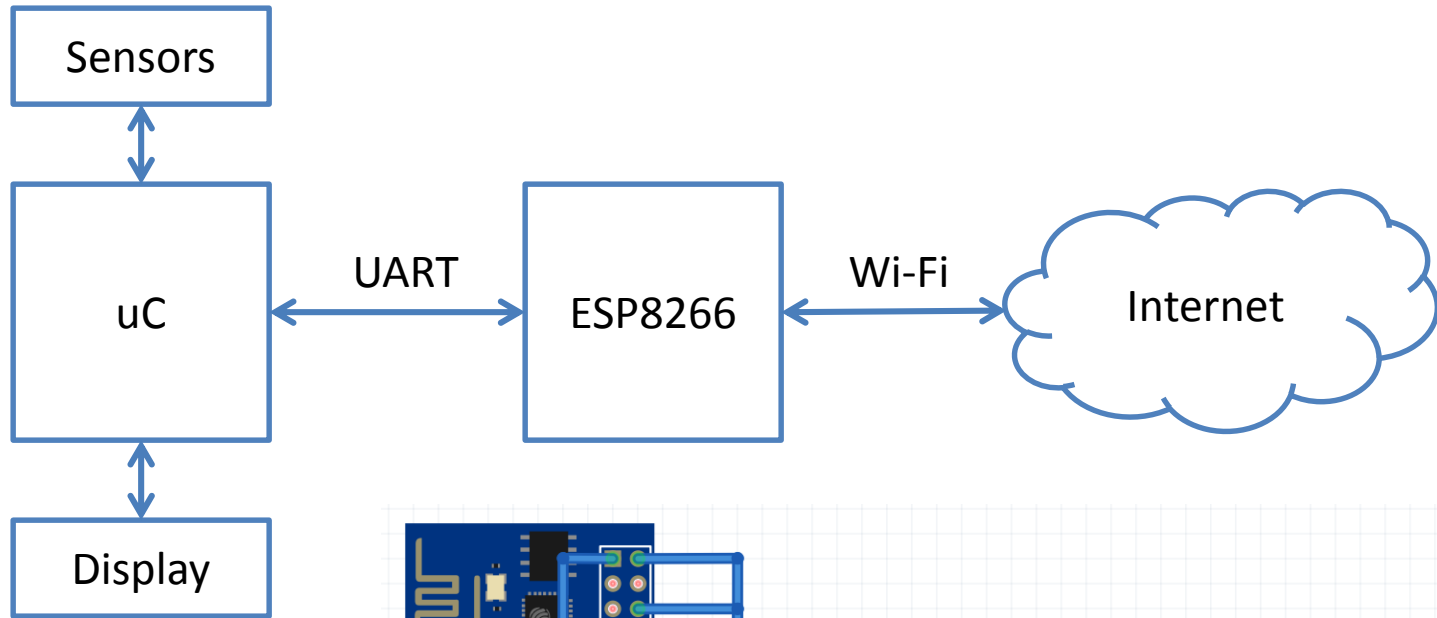 Sensors
uC
UART
ESP8266
Wi-Fi
Internet
Display